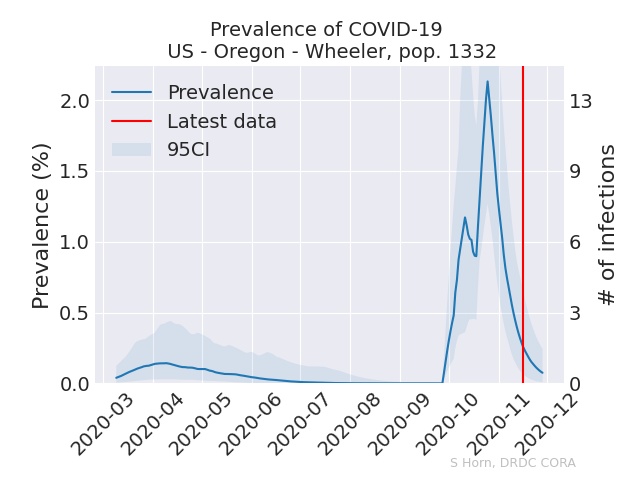 Prevalence of COVID-19
US - Oregon - Wheeler, pop. 1332
Prevalence
Latest data
95CI
Prevalence (%)
2.0
1.5
1.0
0.5
0.0
# of infections
13
9
6
3
0
2020-03
2020-04
2020-05
2020-06
2020-07
2020-08
2020-09
2020-10
2020-11
2020-12
S Horn, DRDC CORA